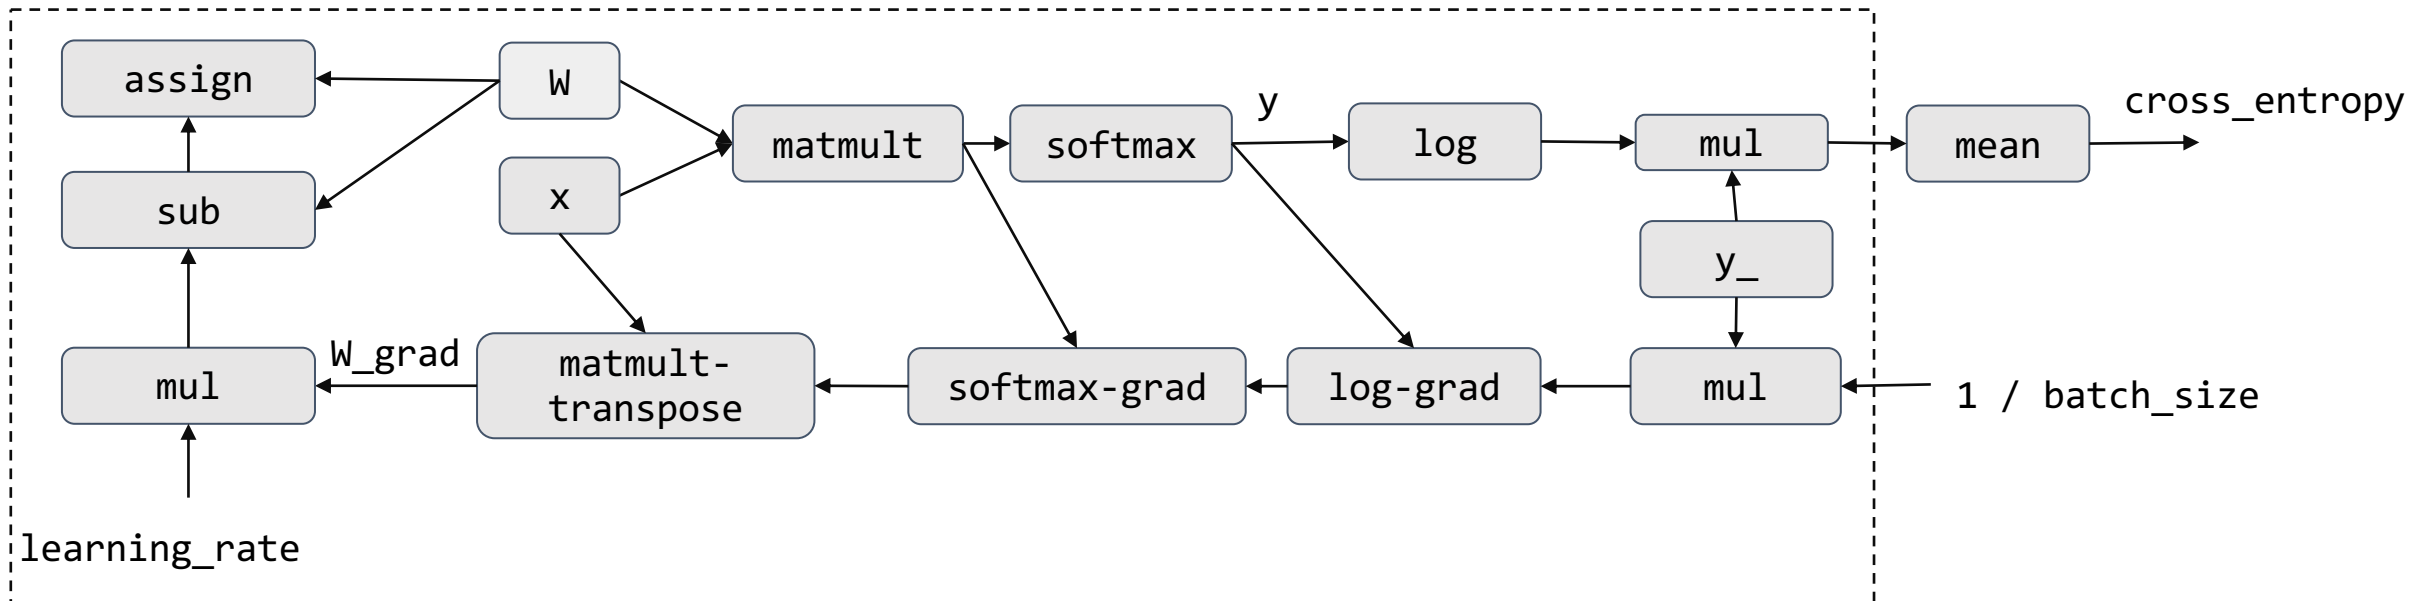 assign
W
y
cross_entropy
matmult
softmax
log
mul
mean
x
sub
y_
W_grad
matmult-
transpose
mul
softmax-grad
log-grad
mul
1 / batch_size
learning_rate